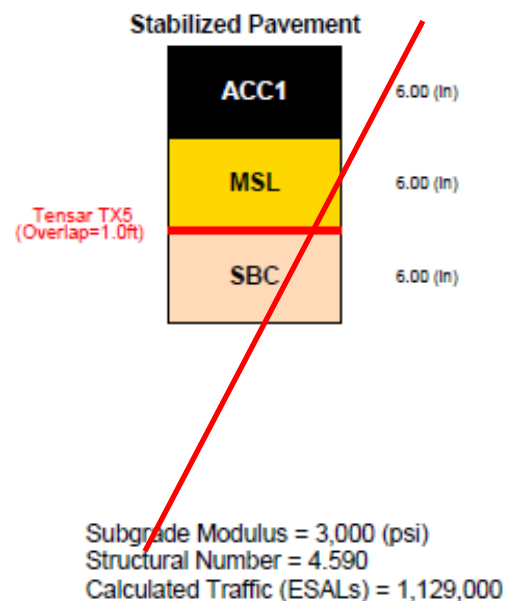 Stabilized Pavement
ACC1
6.00 (in)
MSL
6.00 (in)
Tensar TX5
(Overlap=1.0ft)
SBC
6.00 (in)
Subgrade Modulus = 3,000 (psi)
Structural Number = 4.590
Calculated Traffic (ESALs) = 1,129,000